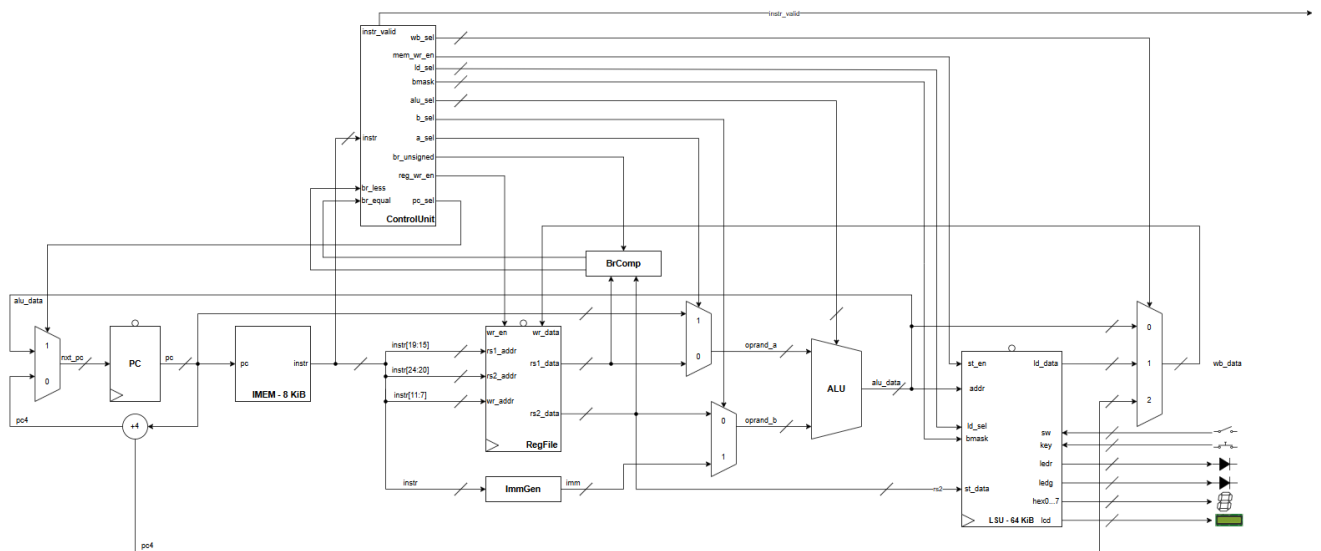 instr_valid
instr_valid
wb_sel
mem_wr_en
ld_sel
bmask
alu_sel
b_sel
instr
a_sel
br_unsigned
reg_wr_en
br_less
br_equal
pc_sel
ControlUnit
BrComp
alu_data
1
nxt_pc
0
PC
pc
pc
instr
IMEM - 8 KiB
wr_en
wr_data
instr[19:15]
rs1_addr
rs1_data
instr[24:20]
rs2_addr
instr[11:7]
wr_addr
rs2_data
RegFile
1
0
oprand_a
0
1
oprand_b
ALU
alu_data
st_en
ld_data
addr
ld_sel
bmask
sw
key
ledr
ledg
st_data
hex0...7
LSU - 64 KiB
lcd
0
1
2
wb_data
pc4
+4
instr
ImmGen
imm
rs2
pc4